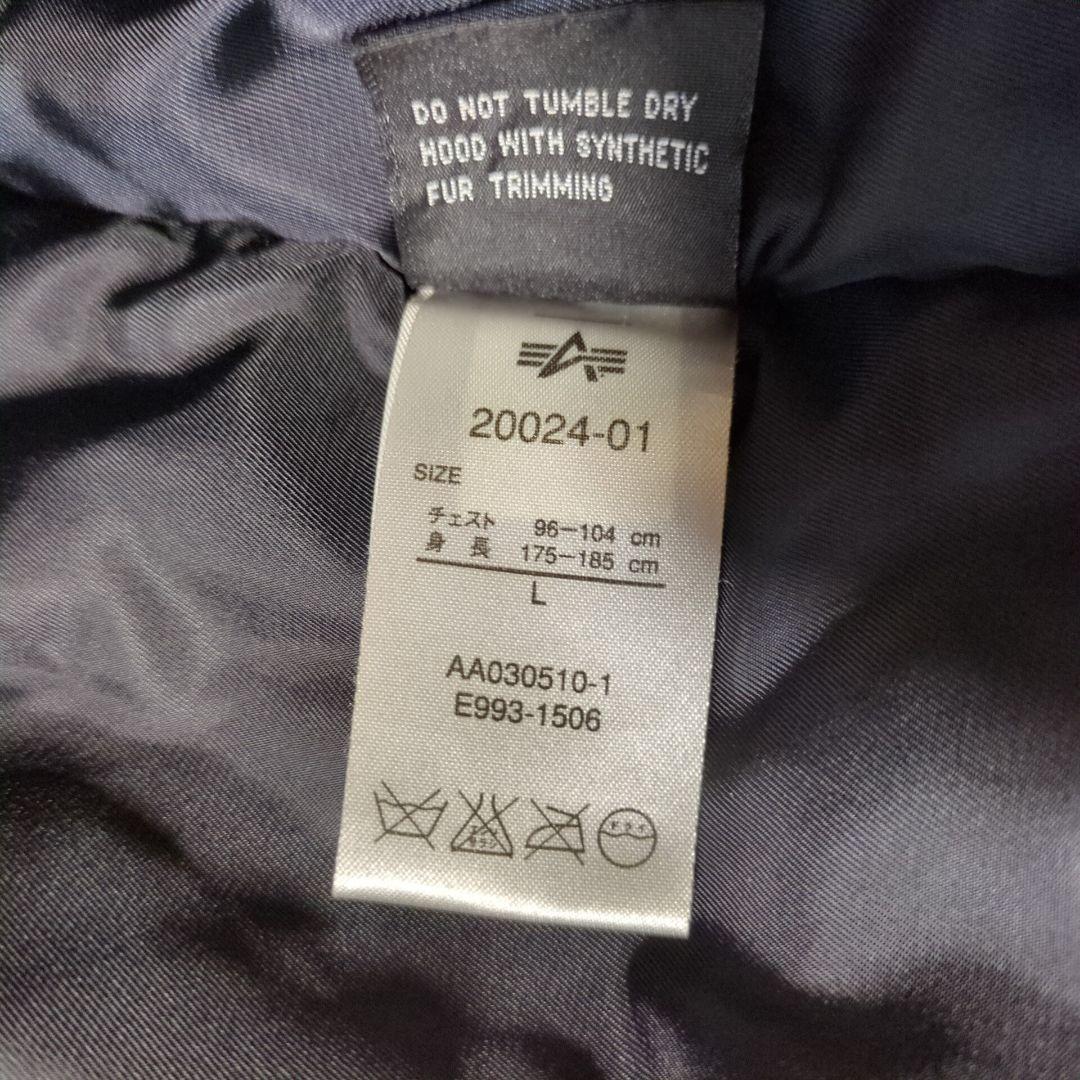 DO NOT TUMBLE DRY
HOOD WITH SYNTHETIC
FUR TRIMMING
20024-01
SIZE
チェスト 96-104 cm
身 長 175-185 cm
L
AA030510-1
E993-1506